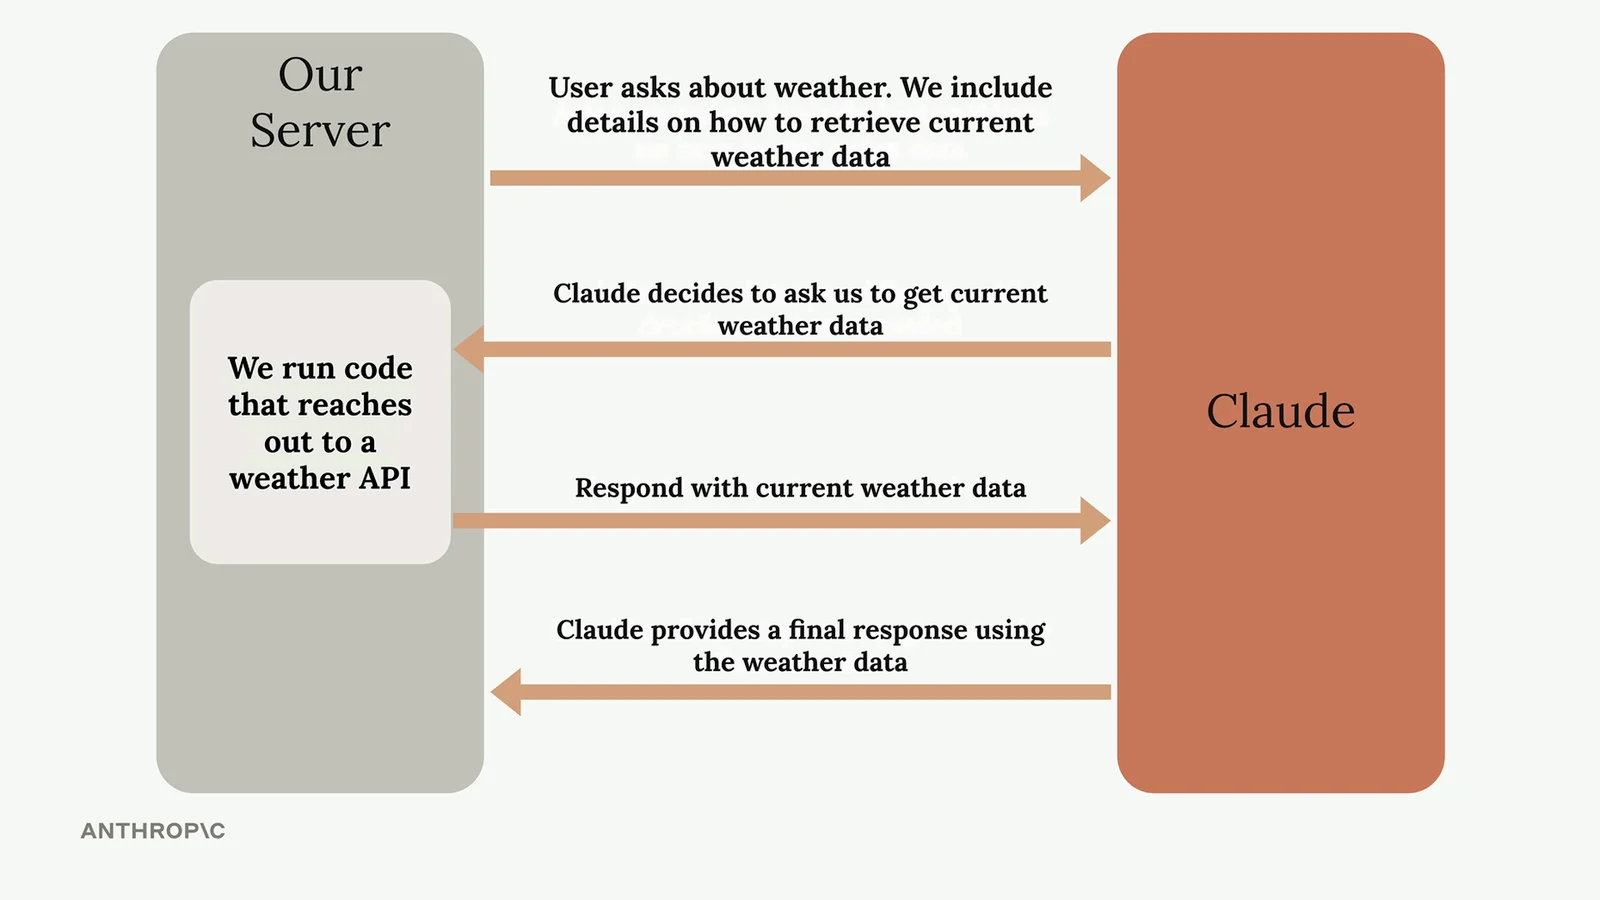 Our
Server
User asks about weather. We include
details on how to retrieve current
weather data
Claude decides to ask us to get current
weather data
We run code
that reaches
out to a
weather API
Claude
Respond with current weather data
Claude provides a final response using
the weather data
ANTHROP\C